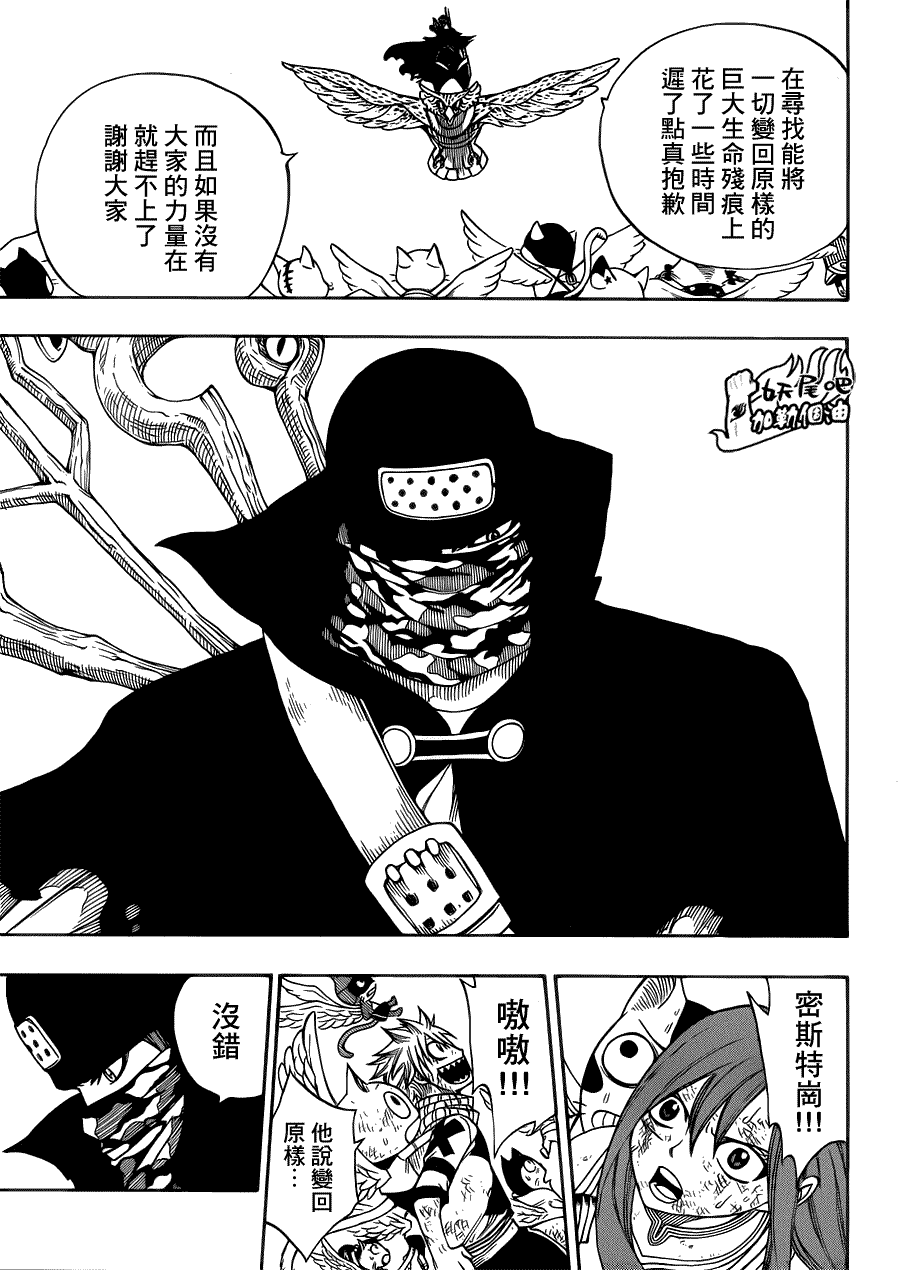 在尋找能將
一切變回原樣的
巨大生命殘痕上
花了一些時間
遲了點真抱歉
而且如果沒有
大家的力量在
就趕不上了
謝謝大家
妖尾吧
加勒個油
密斯特崗!!!
嗷嗷!!!
他說變回
原樣…
沒錯